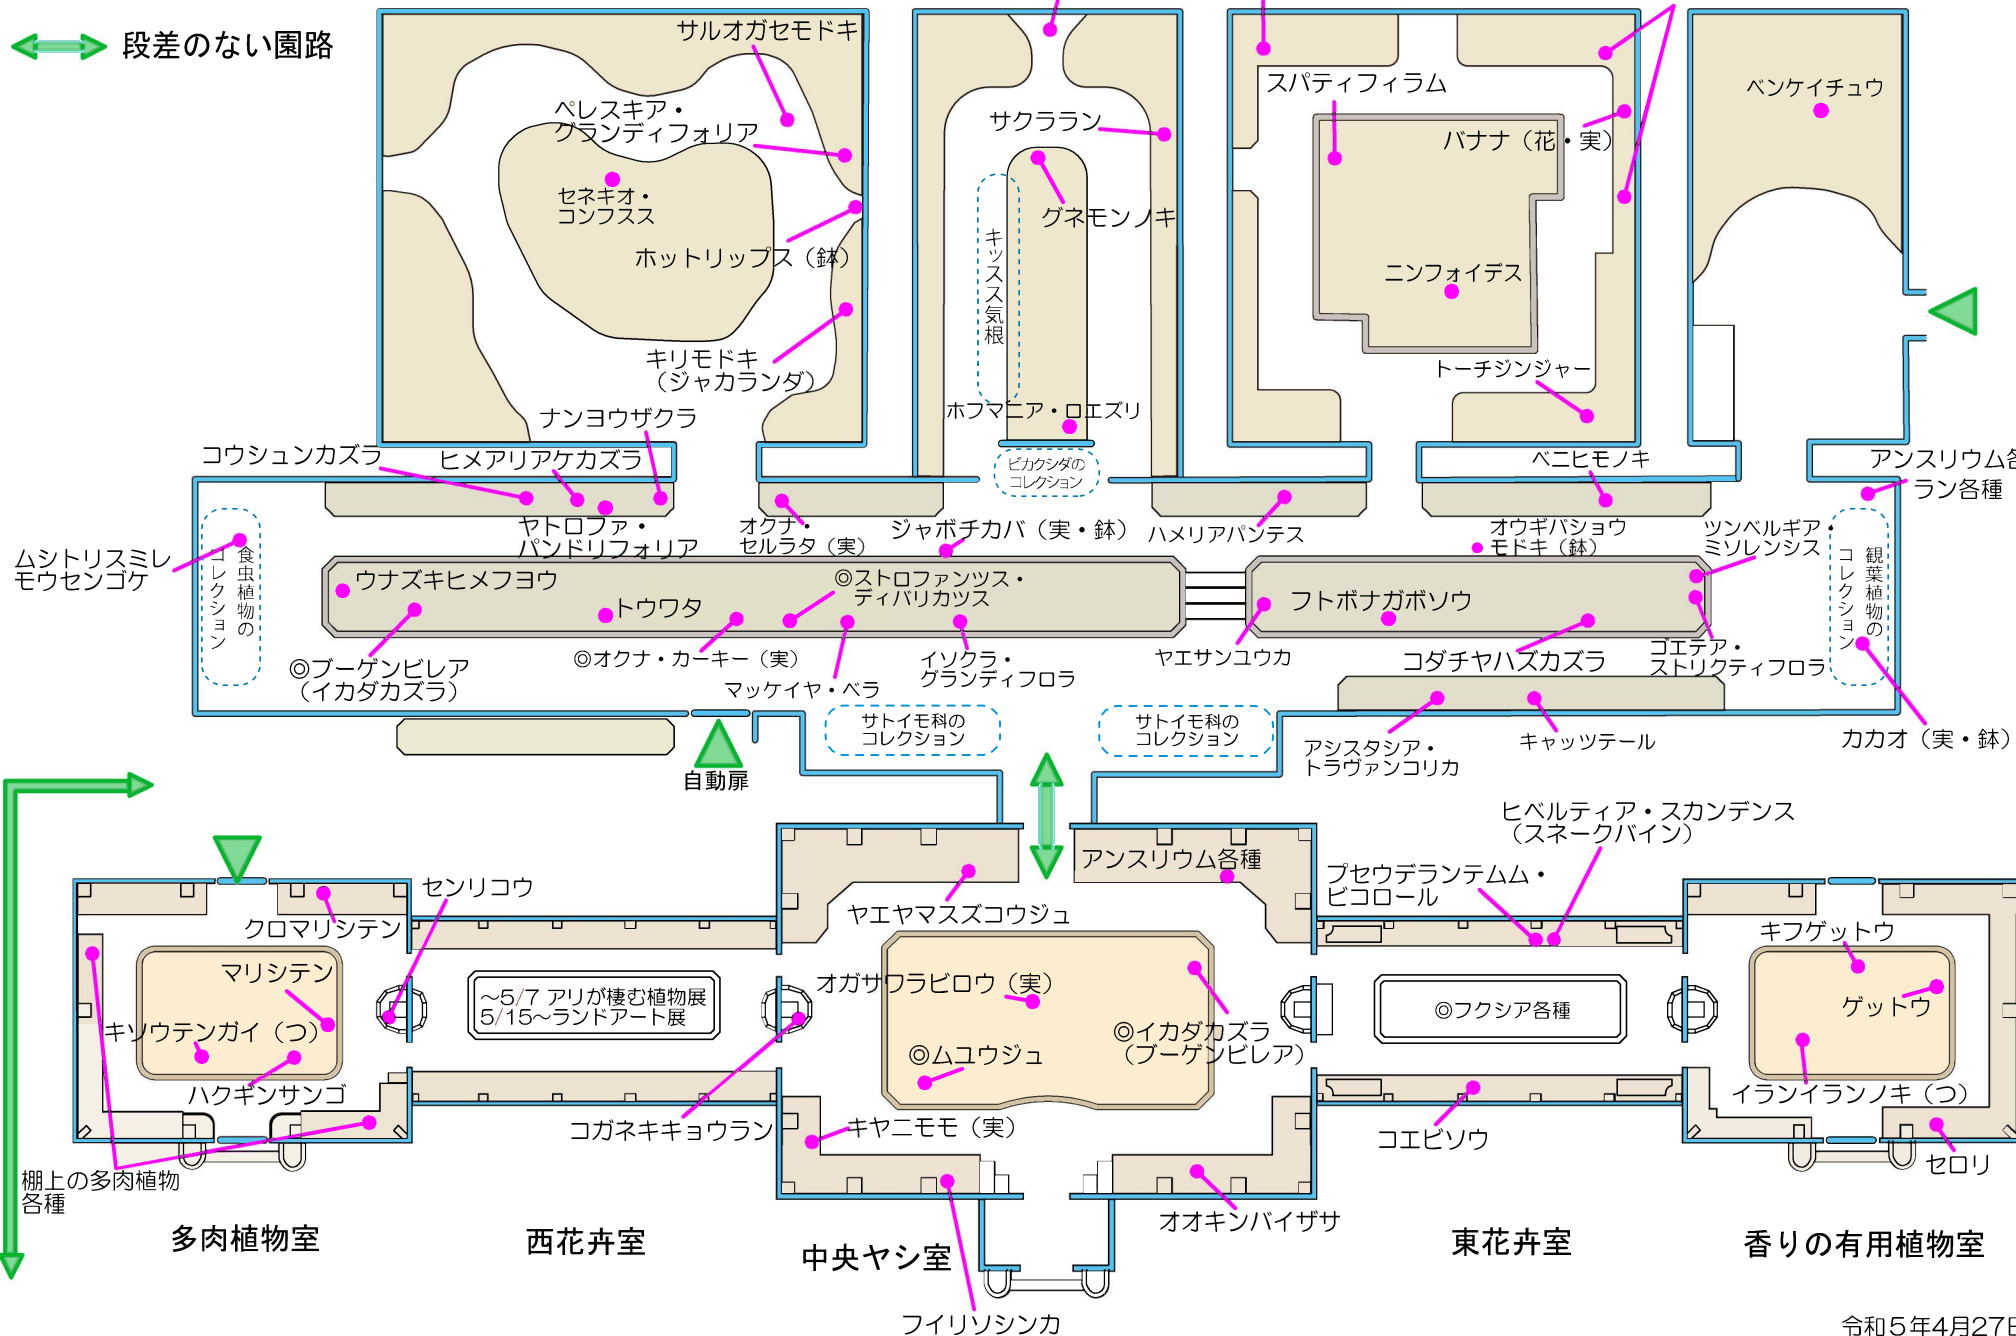 段差のない園路
サルオガセモドキ
ペレスキア・
グランディフォリア
セネキオ・
コンフスス
ホットリップス（鉢）
キリモドキ
（ジャカランダ）
サクララン
グネモンノキ
キッスス気根
ホフマニア・ロエズリ
ビカクシダの
コレクション
スパティフィラム
バナナ（花・実）
ニンフォイデス
トーチジンジャー
ベンケイチュウ
ナンヨウザクラ
コウシュンカズラ
ヒメアリアケカズラ
ヤトロファ・
パンドリフォリア
オクナ・
セルラタ（実）
ジャボチカバ（実・鉢）
ハメリアパンテス
ベニヒモノキ
オウギバショウ
モドキ（鉢）
ツンベルギア・
ミソレンシス
アンスリウム各
ラン各種
ムシトリスミレ
モウセンゴケ
食虫植物の
コレクション
ウナズキヒメフヨウ
トウワタ
◎ストロファンツス・
ディバリカツス
フトボナガボソウ
観葉植物の
コレクション
◎ブーゲンビレア
（イカダカズラ）
◎オクナ・カーキー（実）
マッケイヤ・ベラ
イソクラ・
グランディフロラ
ヤエサンユウカ
コダチヤハズカズラ
ゴエテア・
ストリクティフロラ
サトイモ科の
コレクション
サトイモ科の
コレクション
アシスタシア・
トラヴァンコリカ
キャッツテール
カカオ（実・鉢）
自動扉
ヒベルティア・スカンデンス
（スネークバイン）
プセウデランテムム・
ビコロール
アンスリウム各種
ヤエヤマスズコウジュ
センリコウ
クロマリシテン
マリシテン
キソウテンガイ（つ）
ハクギンサンゴ
～5/7 アリが棲む植物展
5/15～ランドアート展
オガサワラビロウ（実）
◎イカダカズラ
（ブーゲンビレア）
◎ムユウジュ
◎フクシア各種
キフゲットウ
ゲットウ
イランイランノキ（つ）
コガネキキョウラン
キヤニモモ（実）
コエビソウ
セロリ
棚上の多肉植物
各種
オオキンバイザサ
フイリソシンカ
多肉植物室
西花卉室
中央ヤシ室
東花卉室
香りの有用植物室
令和5年4月27日